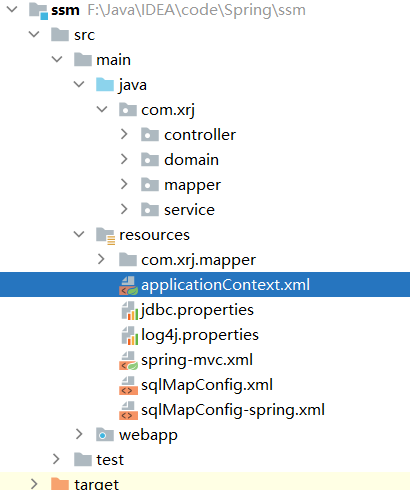 ssm F:\Java\IDEA\code\Spring\ssm
src
main
java
com.xrj
controller
domain
mapper
service
resources
com.xrj.mapper
applicationContext.xml
jdbc.properties
log4j.properties
spring-mvc.xml
sqlMapConfig.xml
sqlMapConfig-spring.xml
webapp
test
target